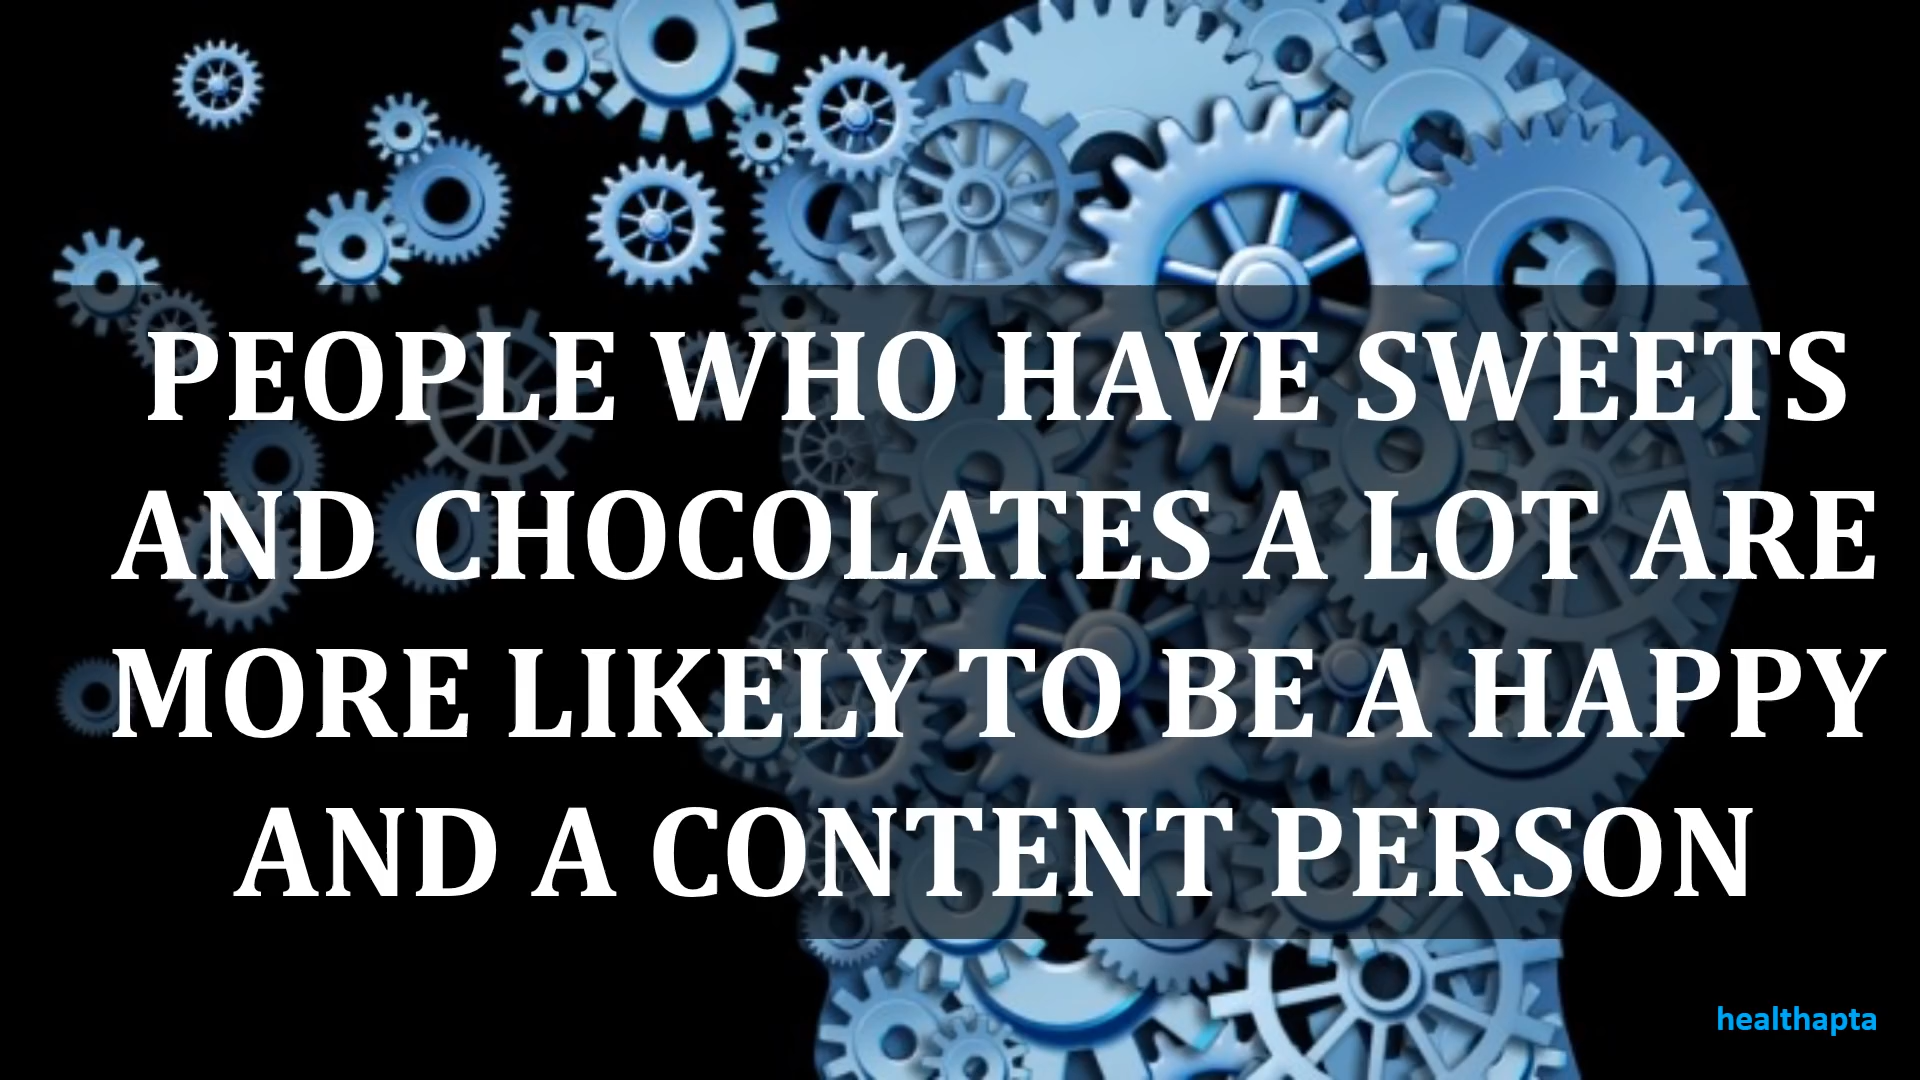 PEOPLE WHO HAVE SWEETS
AND CHOCOLATES A LOT ARE
MORE LIKELY TO BE A HAPPY
AND A CONTENT PERSON
healthapta